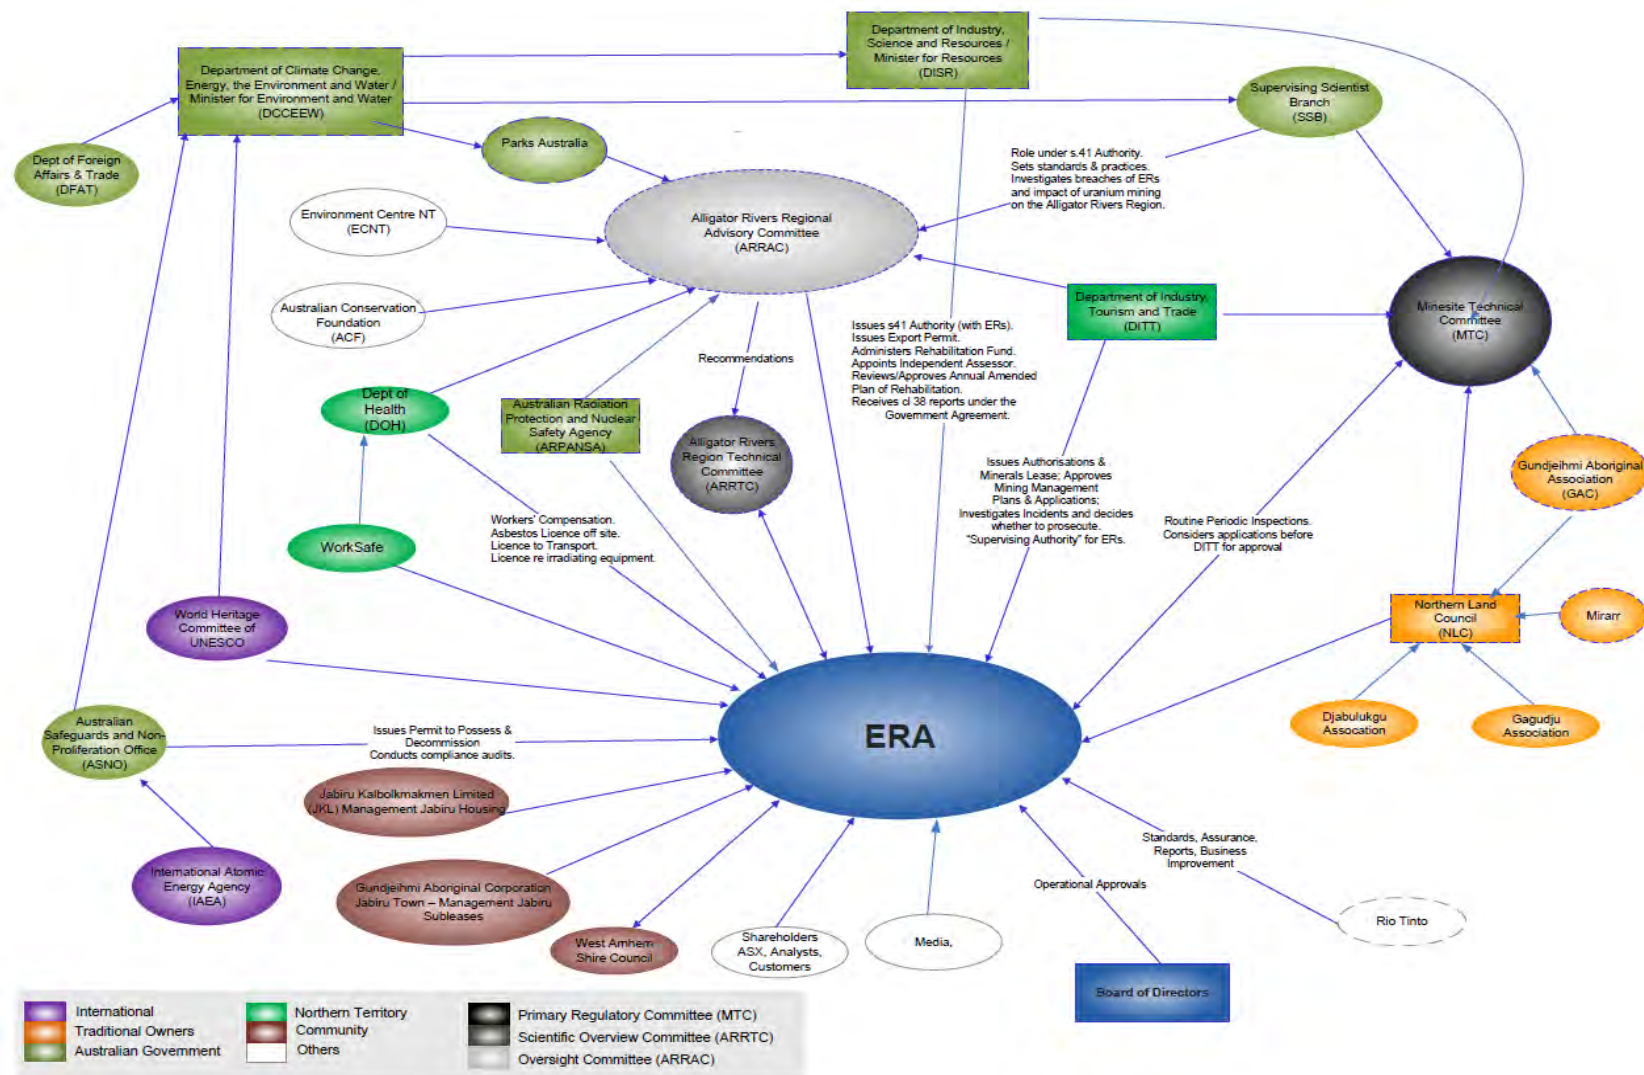 Department of Climate Change,
Energy, the Environment and Water /
Minister for Environment and Water
(DCCEEW)
Department of Industry,
Science and Resources /
Minister for Resources
(DISR)
Supervising Scientist
Branch
(SSB)
Dept of Foreign
Affairs & Trade
(DFAT)
Parks Australia
Role under s.41 Authority.
Sets standards & practices.
Investigates breaches of ERs
and impact of uranium mining
on the Alligator Rivers Region.
Environment Centre NT
(ECNT)
Alligator Rivers Regional
Advisory Committee
(ARRAC)
Australian Conservation
Foundation
(ACF)
Department of Industry,
Tourism and Trade
(DITT)
Minesite Technical
Committee
(MTC)
Issues s41 Authority (with ERs).
Issues Export Permit.
Administers Rehabilitation Fund.
Appoints Independent Assessor.
Reviews/Approves Annual Amended
Plan of Rehabilitation.
Receives cl 38 reports under the
Government Agreement.
Recommendations
Dept of
Health
(DOH)
Australian Radiation
Protection and Nuclear
Safety Agency
(ARPANSA)
Alligator Rivers
Region Technical
Committee
(ARRTC)
Gundjeihmi Aboriginal
Association
(GAC)
Issues Authorisations &
Minerals Lease; Approves
Mining Management
Plans & Applications;
Investigates Incidents and decides
whether to prosecute.
"Supervising Authority" for ERs.
Workers' Compensation.
Asbestos Licence off site.
Licence to Transport.
Licence re irradiating equipment.
Routine Periodic Inspections.
Considers applications before
DITT for approval
WorkSafe
World Heritage
Committee of
UNESCO
Northern Land
Council
(NLC)
Mirarr
Djabulukgu
Assocation
Gagudju
Association
Australian
Safeguards and Non-
Proliferation Office
(ASNO)
Issues Permit to Possess &
Decommission
Conducts compliance audits.
ERA
Jabiru Kalbolkmakmen Limited
(JKL) Management Jabiru Housing
Standards, Assurance,
Reports, Business
Improvement
International Atomic
Energy Agency
(IAEA)
Gundjeihmi Aboriginal Corporation
Jabiru Town – Management Jabiru
Subleases
Operational Approvals
Rio Tinto
West Arnhem
Shire Council
Shareholders
ASX, Analysts,
Customers
Media,
Board of Directors
International
Traditional Owners
Australian Government
Northern Territory
Community
Others
Primary Regulatory Committee (MTC)
Scientific Overview Committee (ARRTC)
Oversight Committee (ARRAC)